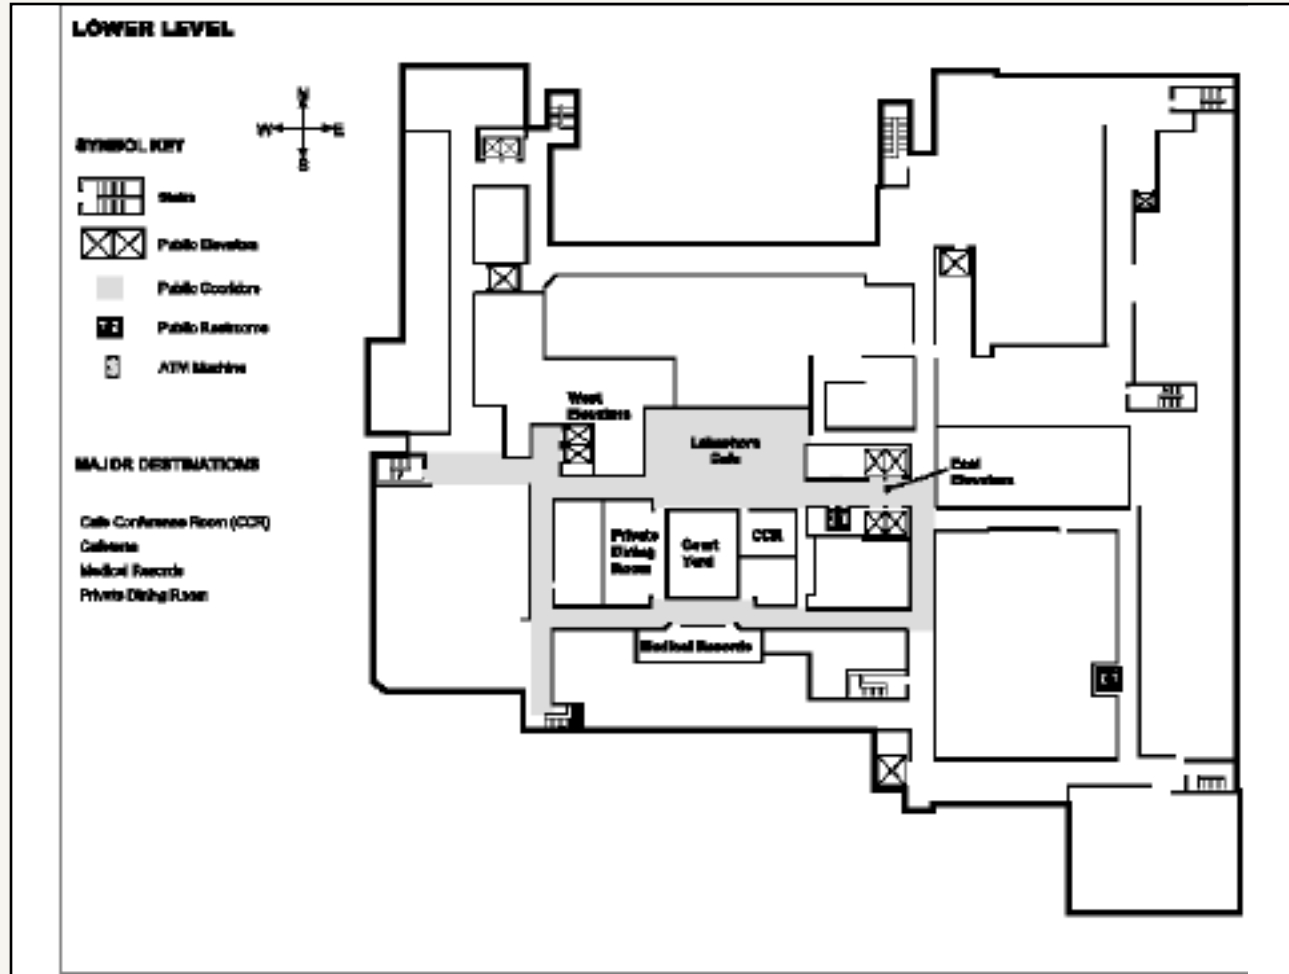 LOWER LEVEL
N
W E
S
SYMBOL KEY
Stairs
Public Elevators
Public Corridors
Public Restrooms
ATM Machine
MAJOR DESTINATIONS
Cafe Conference Room (CCR)
Cafeteria
Medical Records
Private Dining Room
West
Elevators
Lakeshore
Cafe
East
Elevators
Private
Dining
Room
Court
Yard
CCR
Medical Records